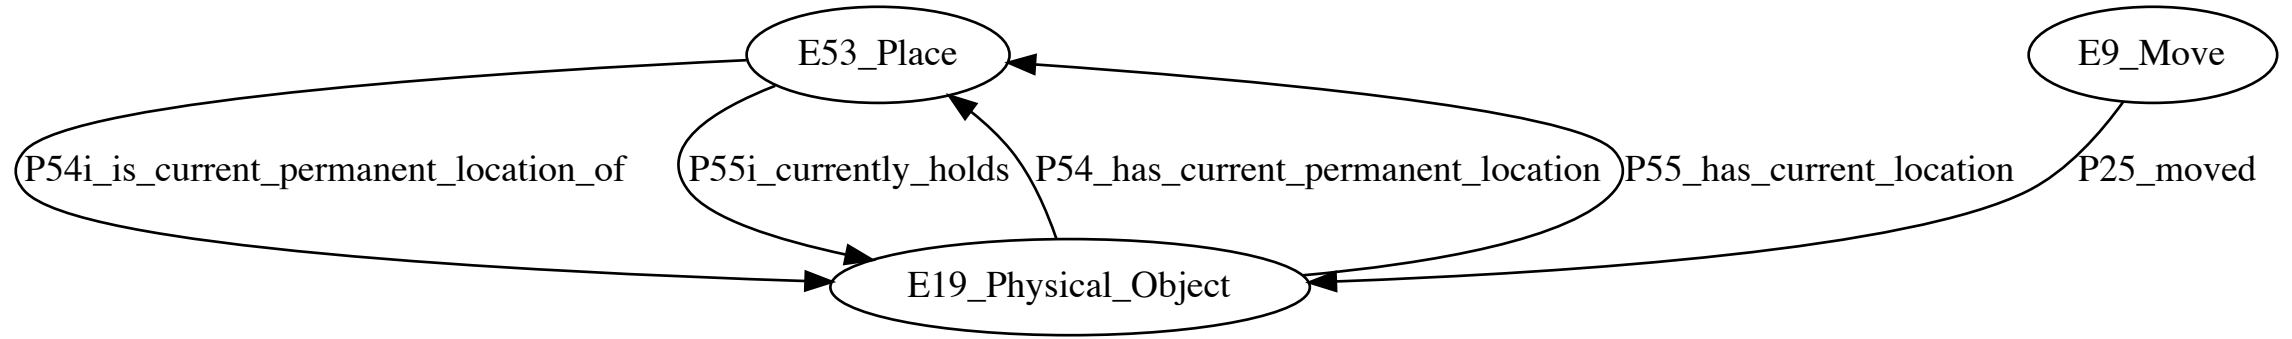 E53_Place
E9_Move
P54i_is_current_permanent_location_of
P55i_currently_holds
P54_has_current_permanent_location
P55_has_current_location
P25_moved
E19_Physical_Object